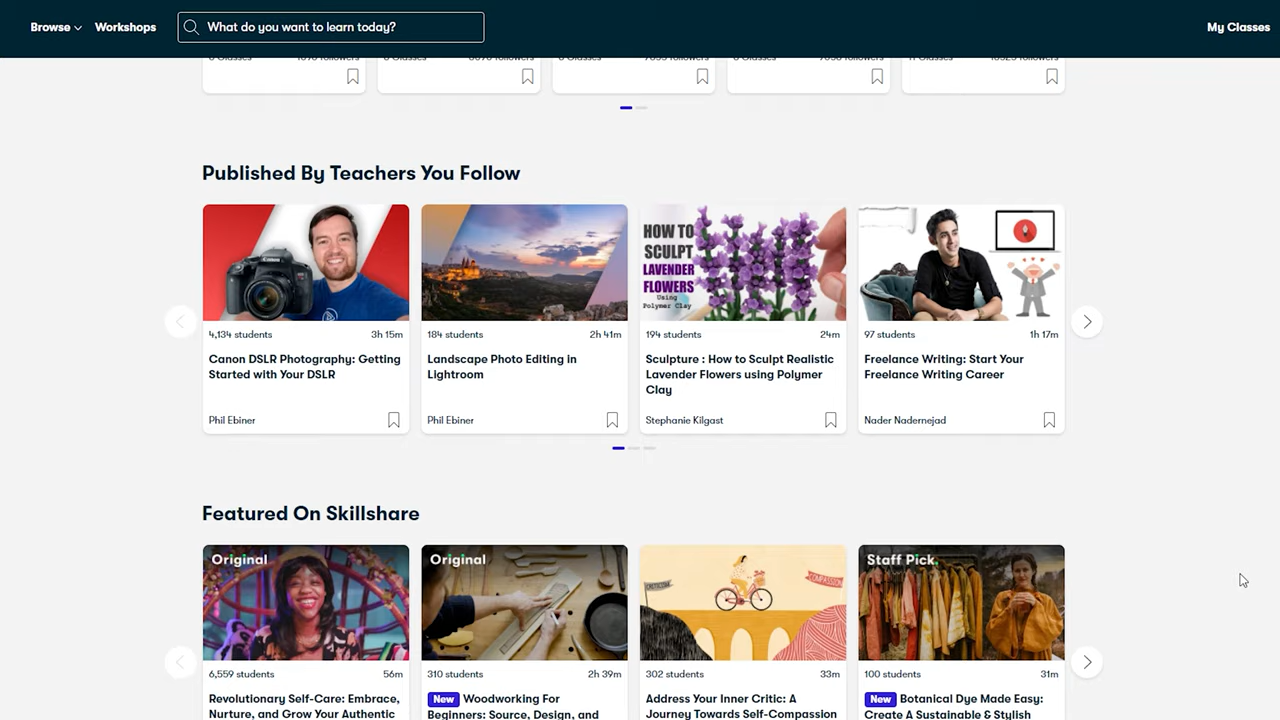 Browse
Workshops
What do you want to learn today?
My Classes
Published By Teachers You Follow
HOW TO
SCULPT
LAVENDER
FLOWERS
Using
Polymer Clay
4,134 students 3h 15m
Canon DSLR Photography: Getting
Started with Your DSLR
Phil Ebiner
184 students 2h 41m
Landscape Photo Editing in
Lightroom
Phil Ebiner
194 students 24m
Sculpture : How to Sculpt Realistic
Lavender Flowers using Polymer
Clay
Stephanie Kilgast
97 students 1h 17m
Freelance Writing: Start Your
Freelance Writing Career
Nader Nadernejad
Featured On Skillshare
Original
6,559 students 56m
Revolutionary Self-Care: Embrace,
Nurture, and Grow Your Authentic
Original
310 students 2h 39m
New Woodworking For
Beginners: Source, Design, and
COMPASSION
302 students 33m
Address Your Inner Critic: A
Journey Towards Self-Compassion
Staff Pick.
100 students 31m
New Botanical Dye Made Easy:
Create A Sustainable & Stylish